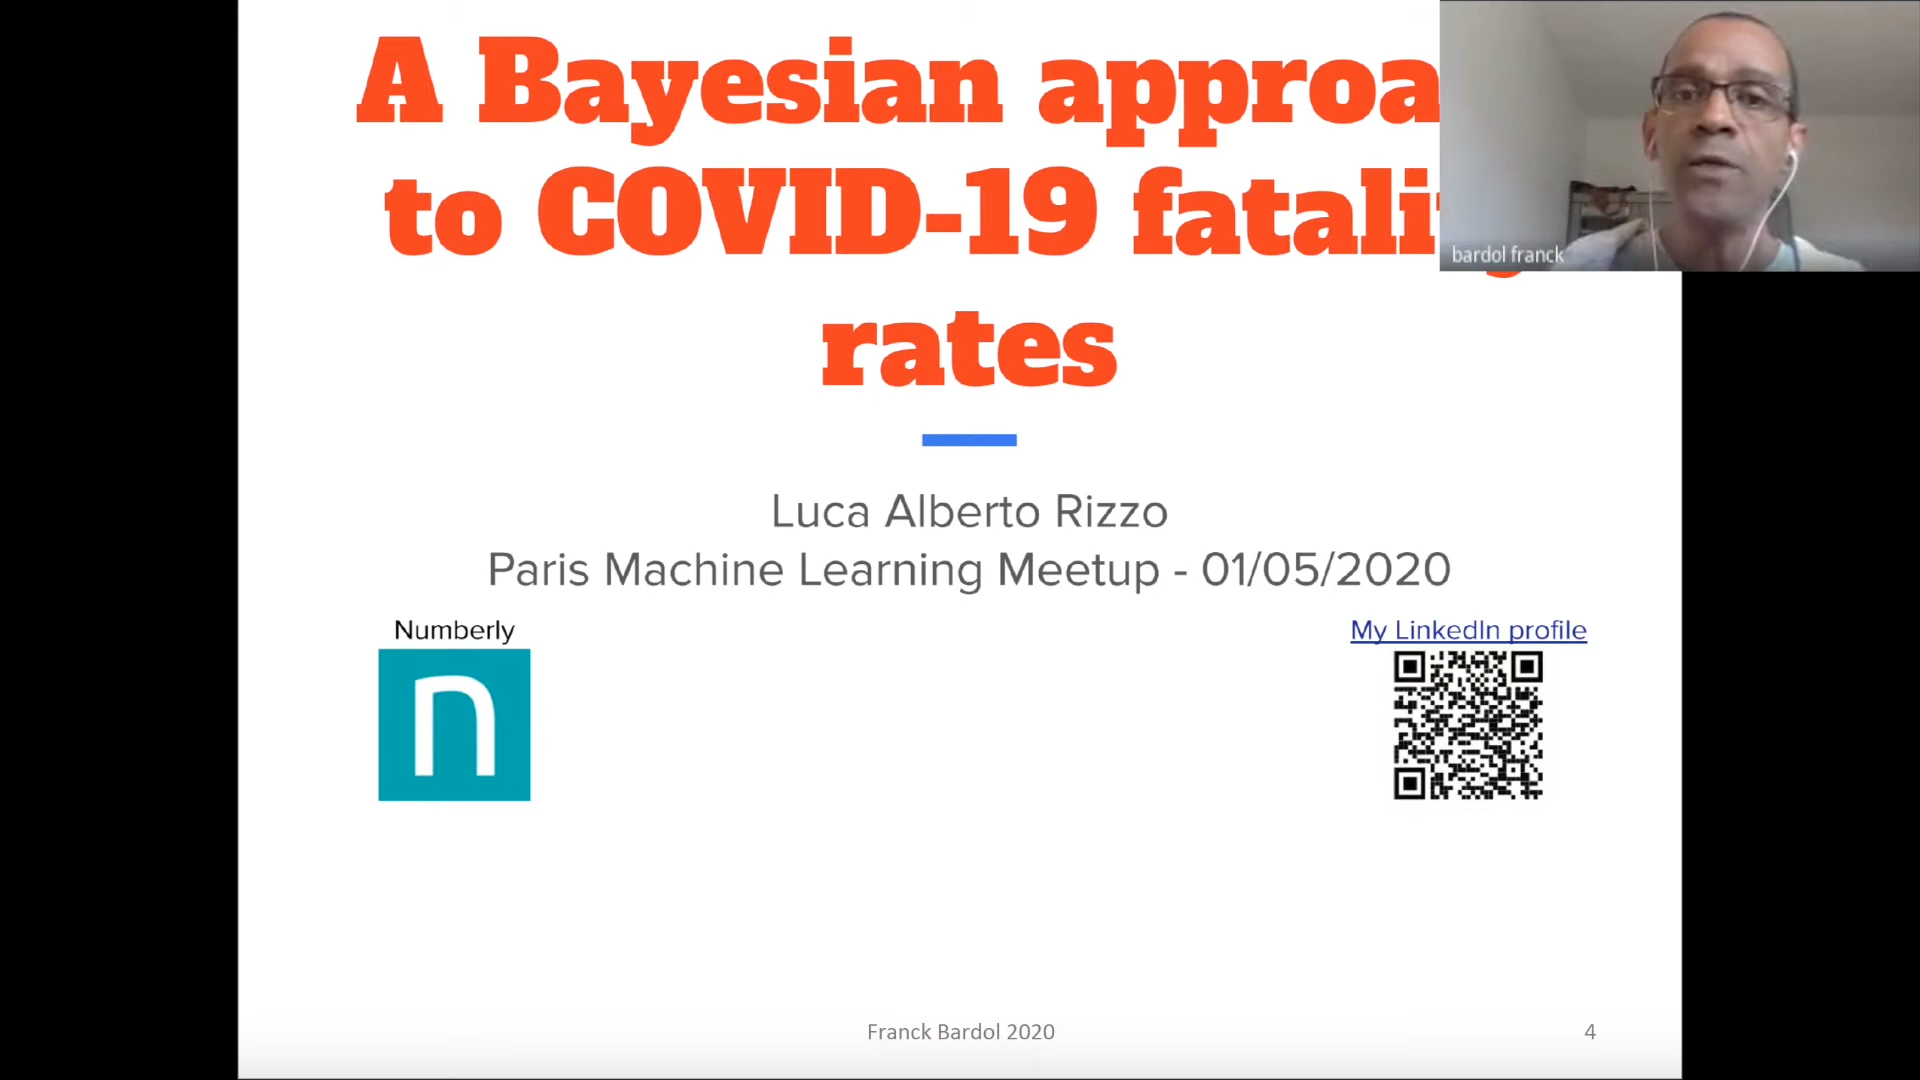 A Bayesian approa
to COVID-19 fatali
rates
Luca Alberto Rizzo
Paris Machine Learning Meetup - 01/05/2020
Numberly
n
My LinkedIn profile
bardol franck
Franck Bardol 2020
4